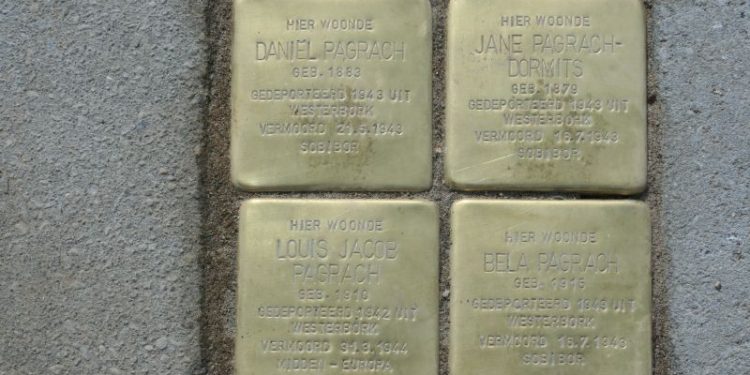 HIER WOONDE
DANIËL PAGRACH
GEB. 1883
GEDEPORTEERD 1943 UIT
WESTERBORK
VERMOORD 21.5.1943
SOBIBOR
HIER WOONDE
JANE PAGRACH-
DORMITS
GEB. 1879
GEDEPORTEERD 1943 UIT
WESTERBORK
VERMOORD 16.7.1943
SOBIBOR
HIER WOONDE
LOUIS JACOB
PAGRACH
GEB.
GEDEPORTEERD 1942 UIT
WESTERBORK
VERMOORD 31.3.1944
MIDDEN - EUROPA
HIER WOONDE
BELA PAGRACH
GEB.
GEDEPORTEERD 1943 UIT
WESTERBORK
VERMOORD 16.7.1943
SOBIBOR